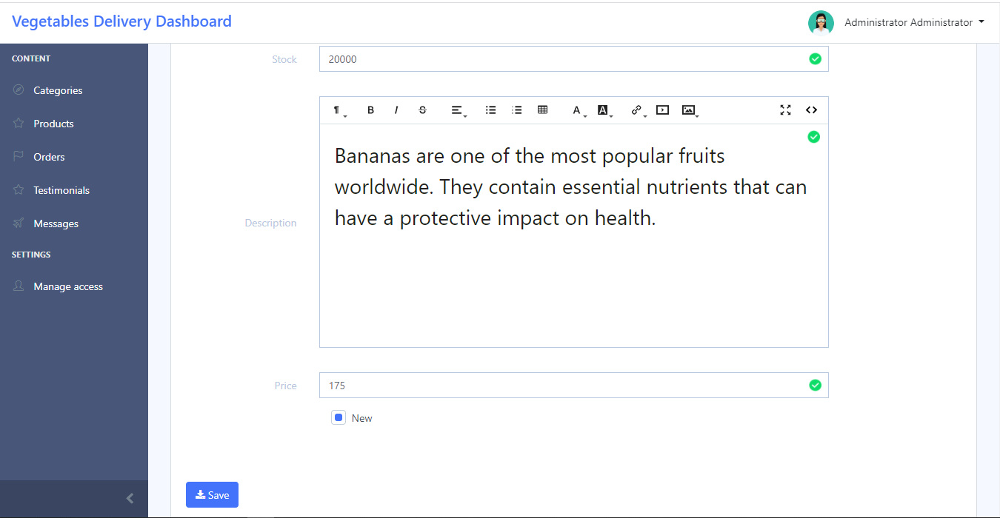 Vegetables Delivery Dashboard
Administrator Administrator
CONTENT
Categories
Products
Orders
Testimonials
Messages
SETTINGS
Manage access
Stock
20000
Description
Bananas are one of the most popular fruits
worldwide. They contain essential nutrients that can
have a protective impact on health.
Price
175
New
Save